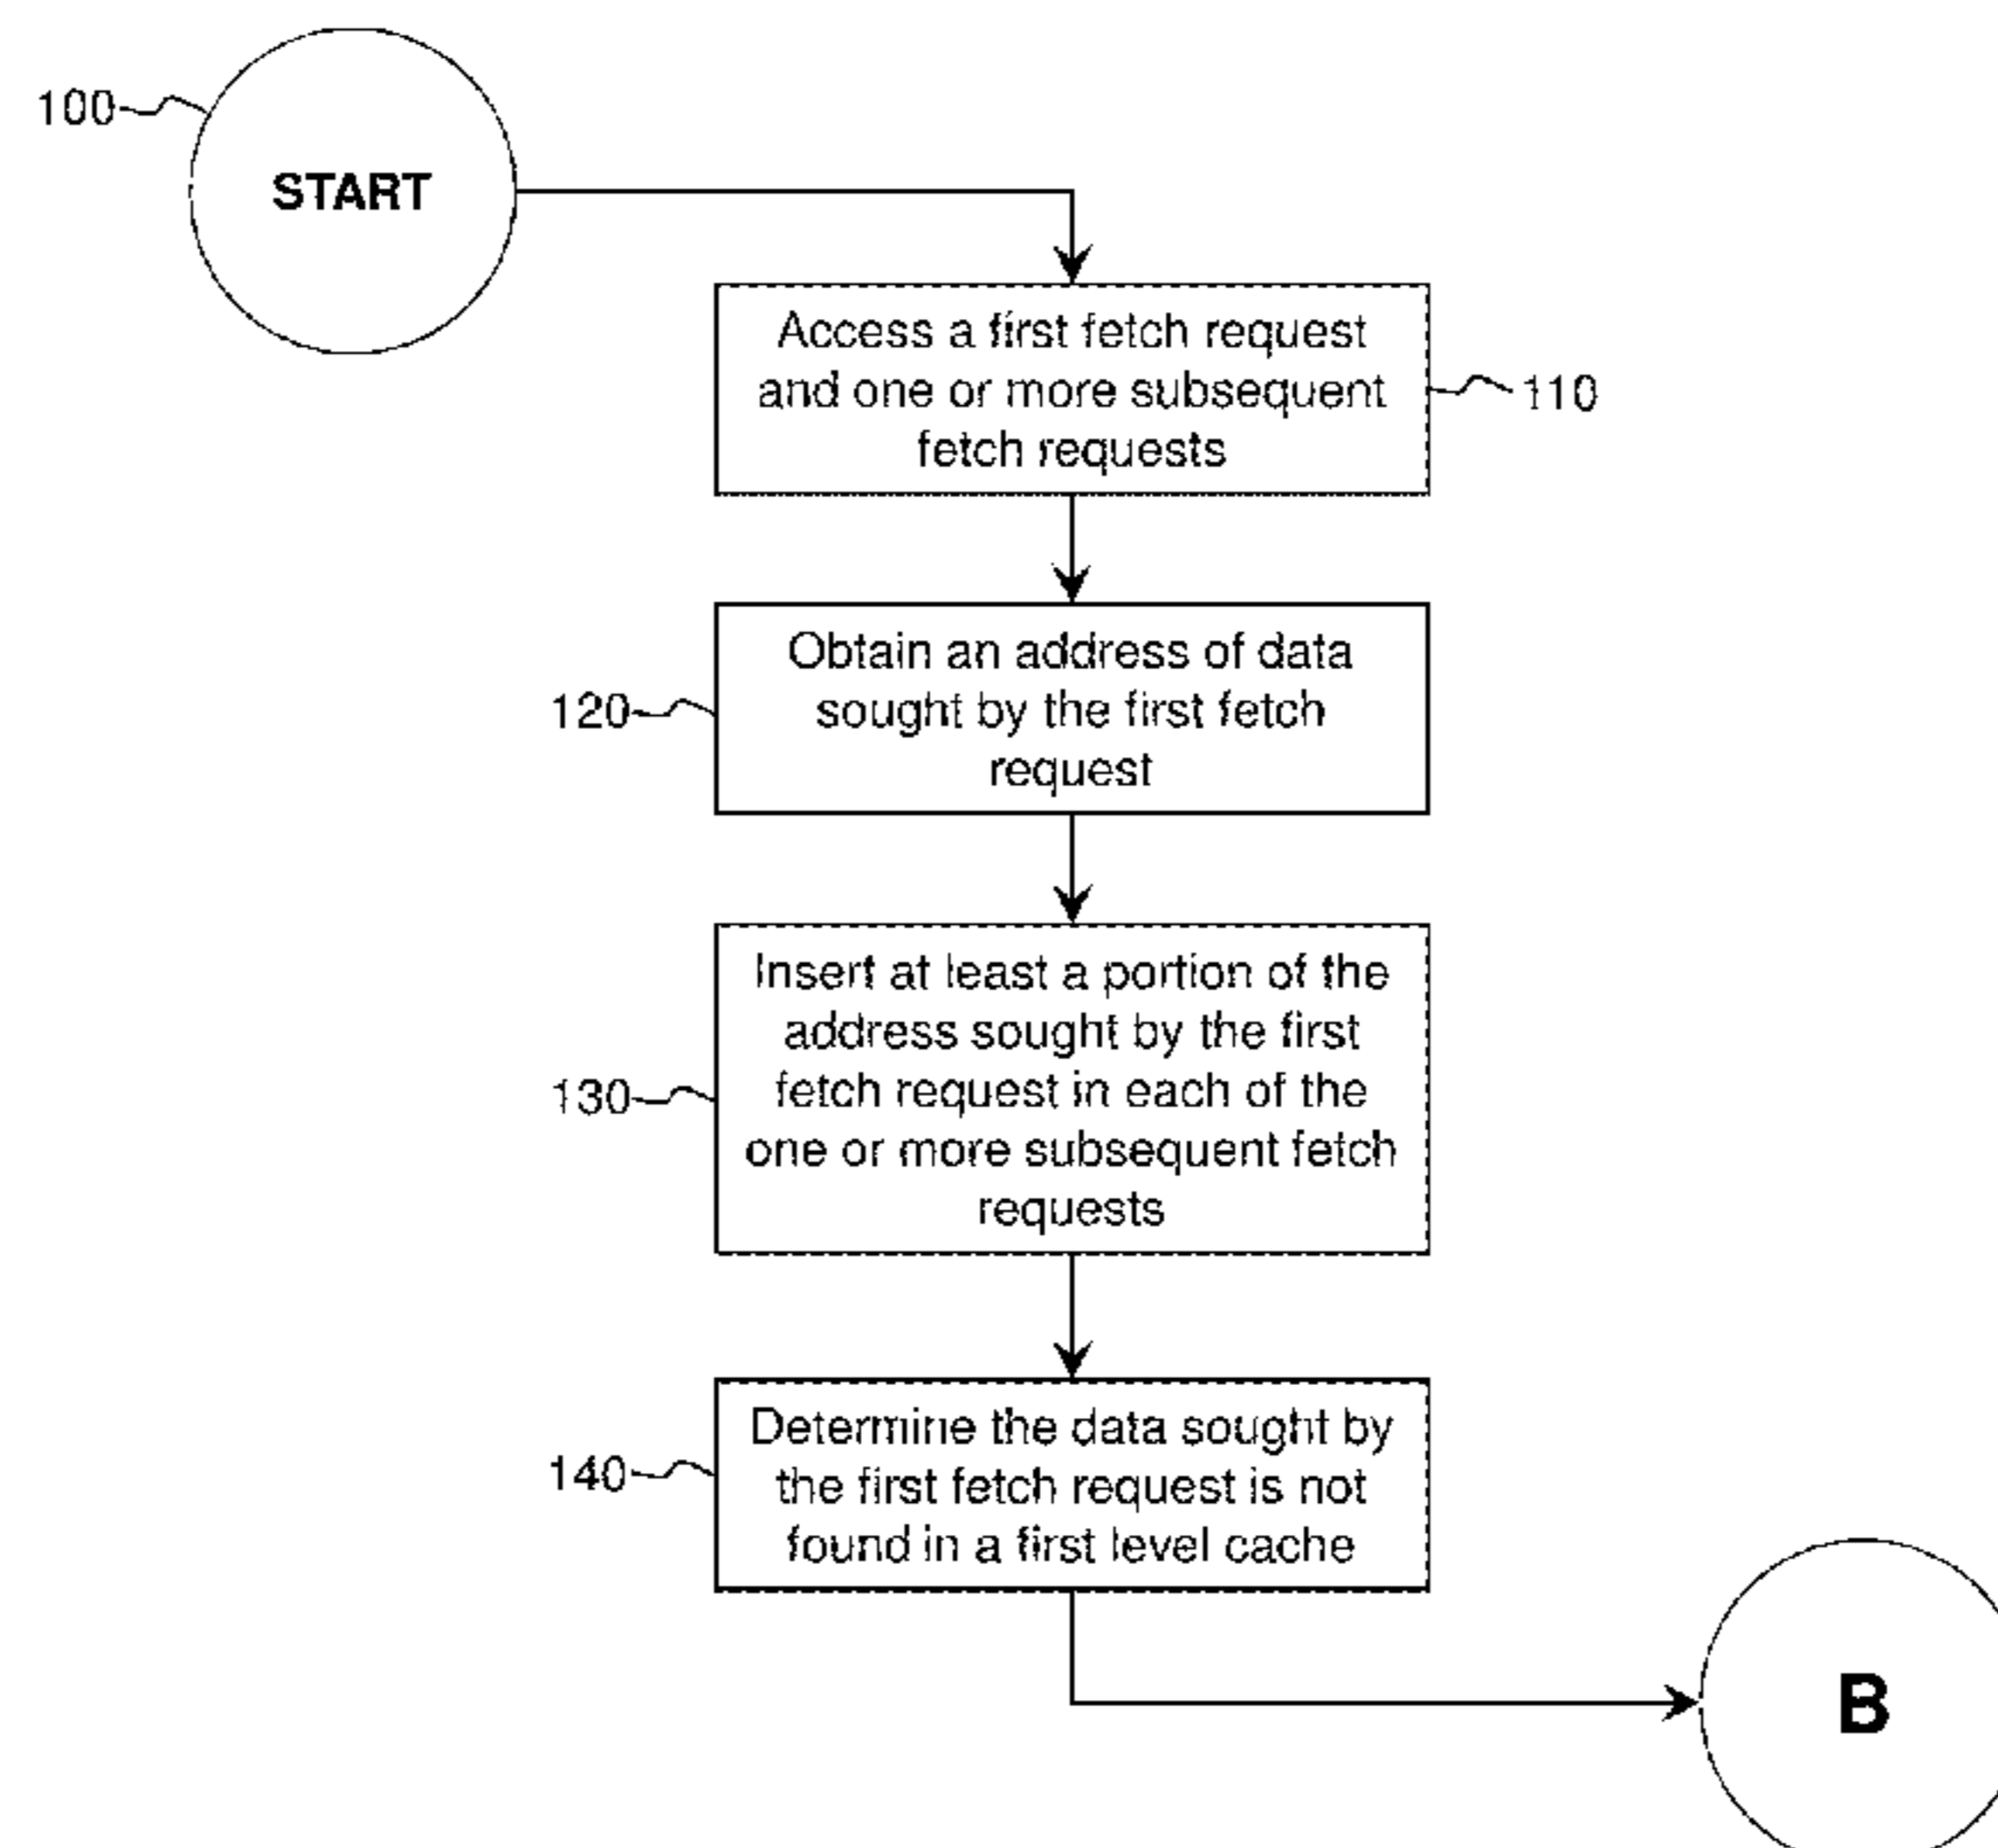 100
START
Access a first fetch request
and one or more subsequent
fetch requests
110
Obtain an address of data
sought by the first fetch
request
120
Insert at least a portion of the
address sought by the first
fetch request in each of the
one or more subsequent fetch
requests
130
Determine the data sought by
the first fetch request is not
found in a first level cache
140
B